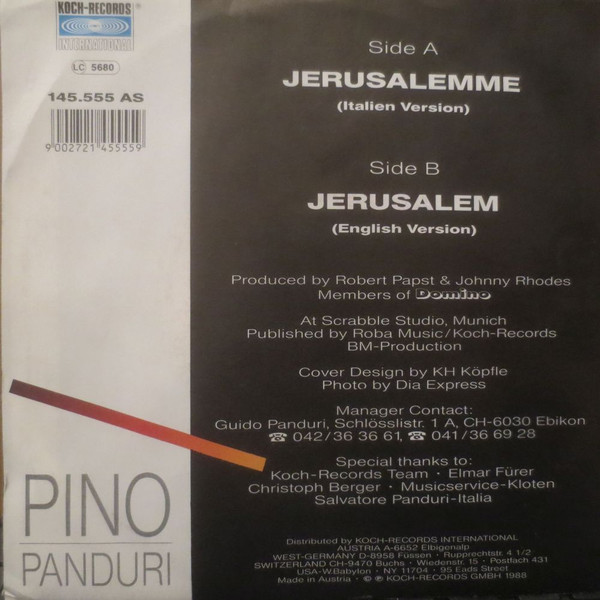 KOCH-RECORDS
INTERNATIONAL
LC 5680
145.555 AS
9 002721 455559
Side A
JERUSALEMME
(Italien Version)
Side B
JERUSALEM
(English Version)
Produced by Robert Papst & Johnny Rhodes
Members of Domino
At Scrabble Studio, Munich
Published by Roba Music/Koch-Records
BM-Production
Cover Design by KH Köpfle
Photo by Dia Express
Manager Contact:
Guido Panduri, Schlösslistr. 1 A, CH-6030 Ebikon
☎ 042/36 36 61, ☎ 041/36 69 28
Special thanks to:
Koch-Records Team · Elmar Fürer
Christoph Berger · Musicservice-Kloten
Salvatore Panduri-Italia
PINO
PANDURI
Distributed by KOCH-RECORDS INTERNATIONAL
AUSTRIA A-6652 Elbigenalp
WEST-GERMANY D-8958 Füssen · Rupprechtstr. 4 1/2
SWITZERLAND CH-9470 Buchs · Wiedenstr. 15 · Postfach 431
USA-W.Babylon · NY 11704 · 95 Eads Street
Made in Austria · © ℗ KOCH-RECORDS GMBH 1988